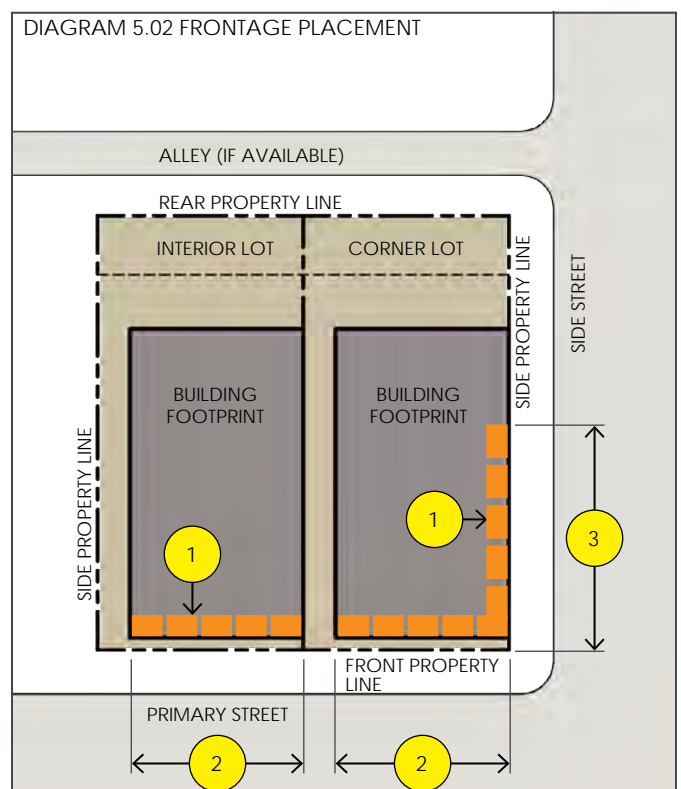 DIAGRAM 5.02 FRONTAGE PLACEMENT
ALLEY (IF AVAILABLE)
REAR PROPERTY LINE
INTERIOR LOT
CORNER LOT
SIDE PROPERTY LINE
SIDE STREET
BUILDING
FOOTPRINT
BUILDING
FOOTPRINT
SIDE PROPERTY LINE
1
1
3
FRONT PROPERTY
LINE
PRIMARY STREET
2
2